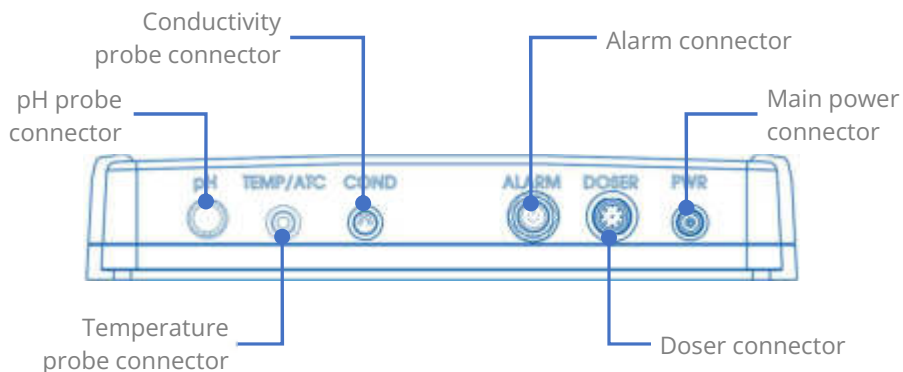 Conductivity
probe connector
Alarm connector
pH probe
connector
Main power
connector
pH TEMP/ATC COND ALARM DOSER PWR
Temperature
probe connector
Doser connector